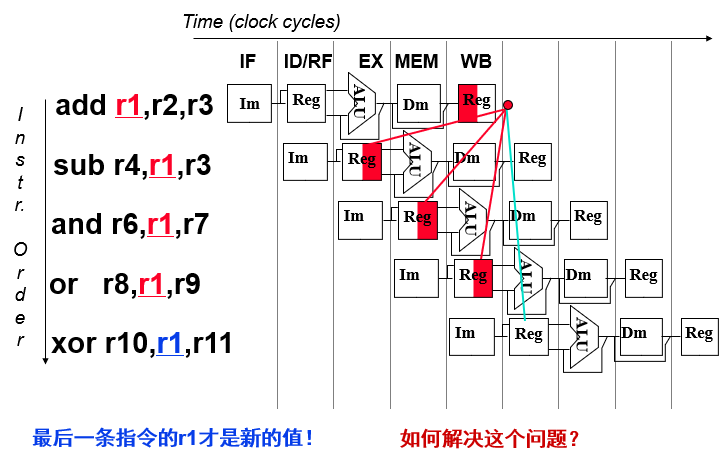 Time (clock cycles)
IF ID/RF EX MEM WB
Instr. Order
add r1,r2,r3
Im Reg ALU Dm Reg
sub r4,r1,r3
Im Reg ALU Dm Reg
and r6,r1,r7
Im Reg ALU Dm Reg
or r8,r1,r9
Im Reg ALU Dm Reg
xor r10,r1,r11
Im Reg ALU Dm Reg
最后一条指令的r1才是新的值！
如何解决这个问题？